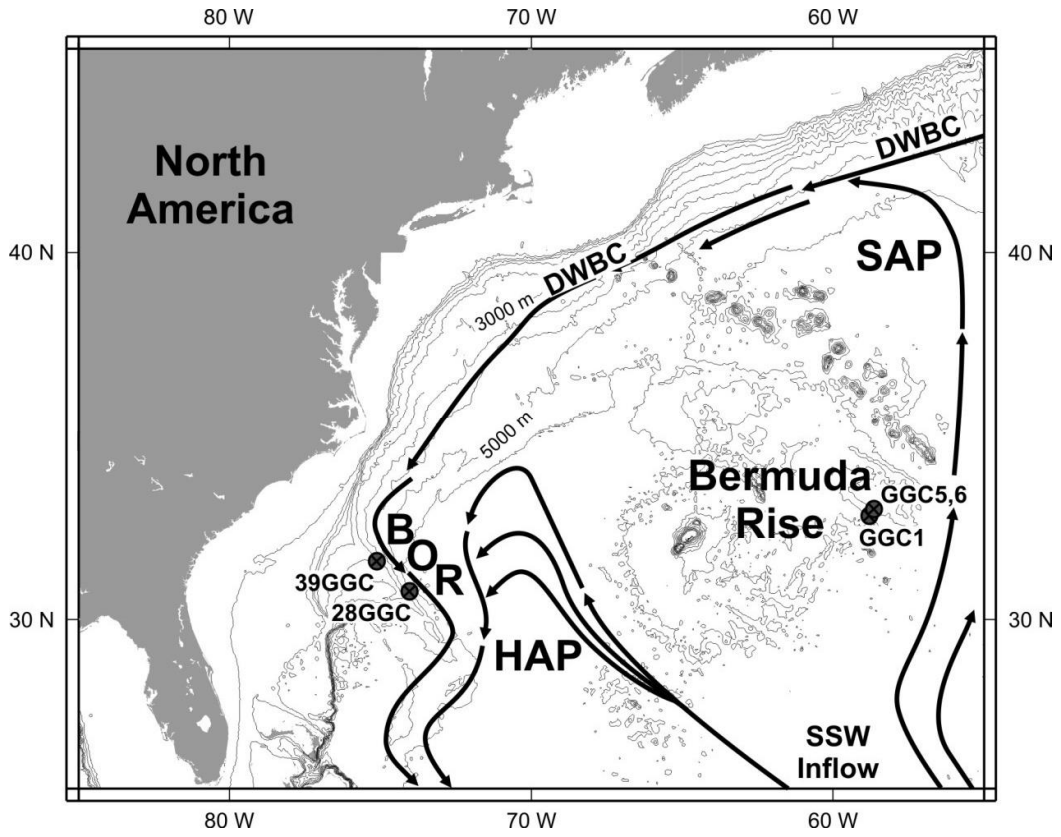 80 W
70 W
60 W
North
America
DWBC
40 N
40 N
SAP
DWBC
3000 m
5000 m
Bermuda
Rise
GGC5,6
GGC1
B
O
R
39GGC
28GGC
30 N
30 N
HAP
SSW
Inflow
80 W
70 W
60 W